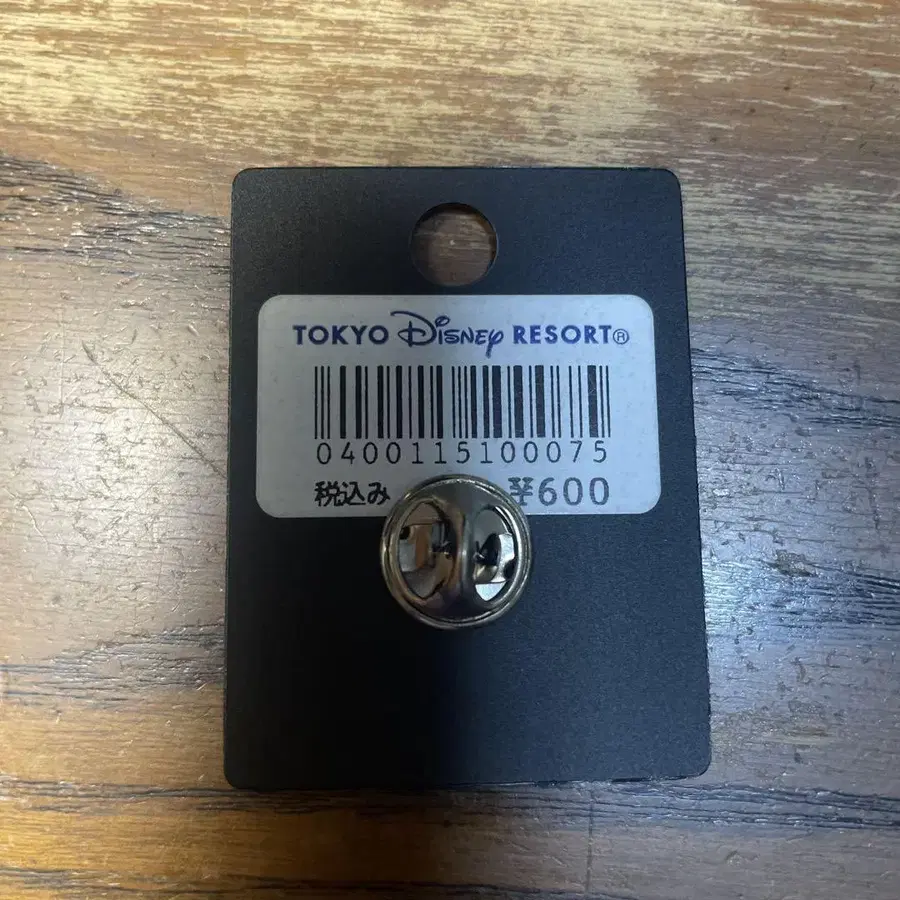 TOKYO Disney RESORT®
0400115100075
税込み ¥600